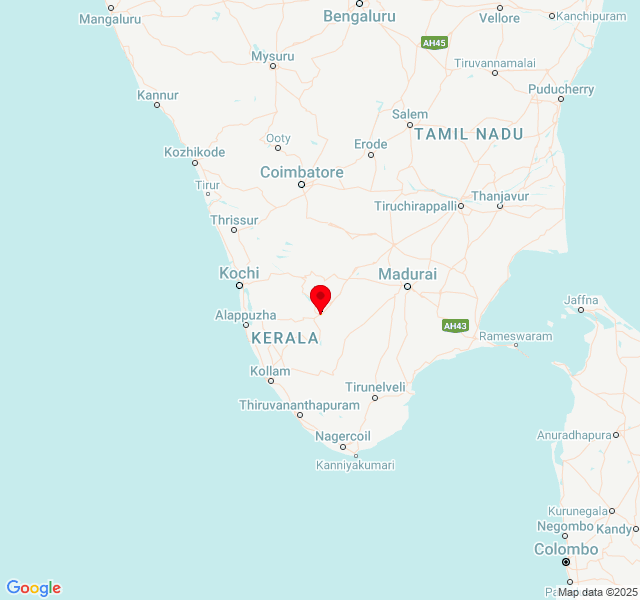 Mangaluru
Bengaluru
Vellore
Kanchipuram
AH45
Mysuru
Tiruvannamalai
Kannur
Puducherry
Salem
TAMIL NADU
Ooty
Erode
Kozhikode
Coimbatore
Tirur
Tiruchirappalli
Thanjavur
Thrissur
Kochi
Madurai
Jaffna
Alappuzha
AH43
KERALA
Rameswaram
Kollam
Tirunelveli
Thiruvananthapuram
Nagercoil
Anuradhapura
Kanniyakumari
Kurunegala
Negombo
Kandy
Colombo
Google
Map data ©2025